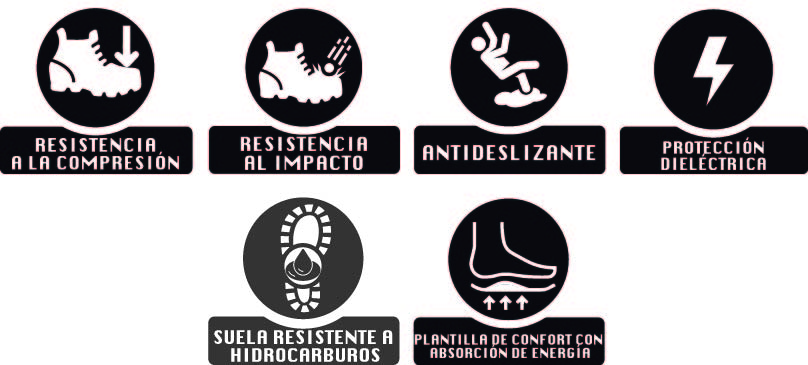 RESISTENCIA
A LA COMPRESIÓN
RESISTENCIA
AL IMPACTO
ANTIDESLIZANTE
PROTECCIÓN
DIELÉCTRICA
SUELA RESISTENTE A
HIDROCARBUROS
PLANTILLA DE CONFORT CON
ABSORCIÓN DE ENERGÍA